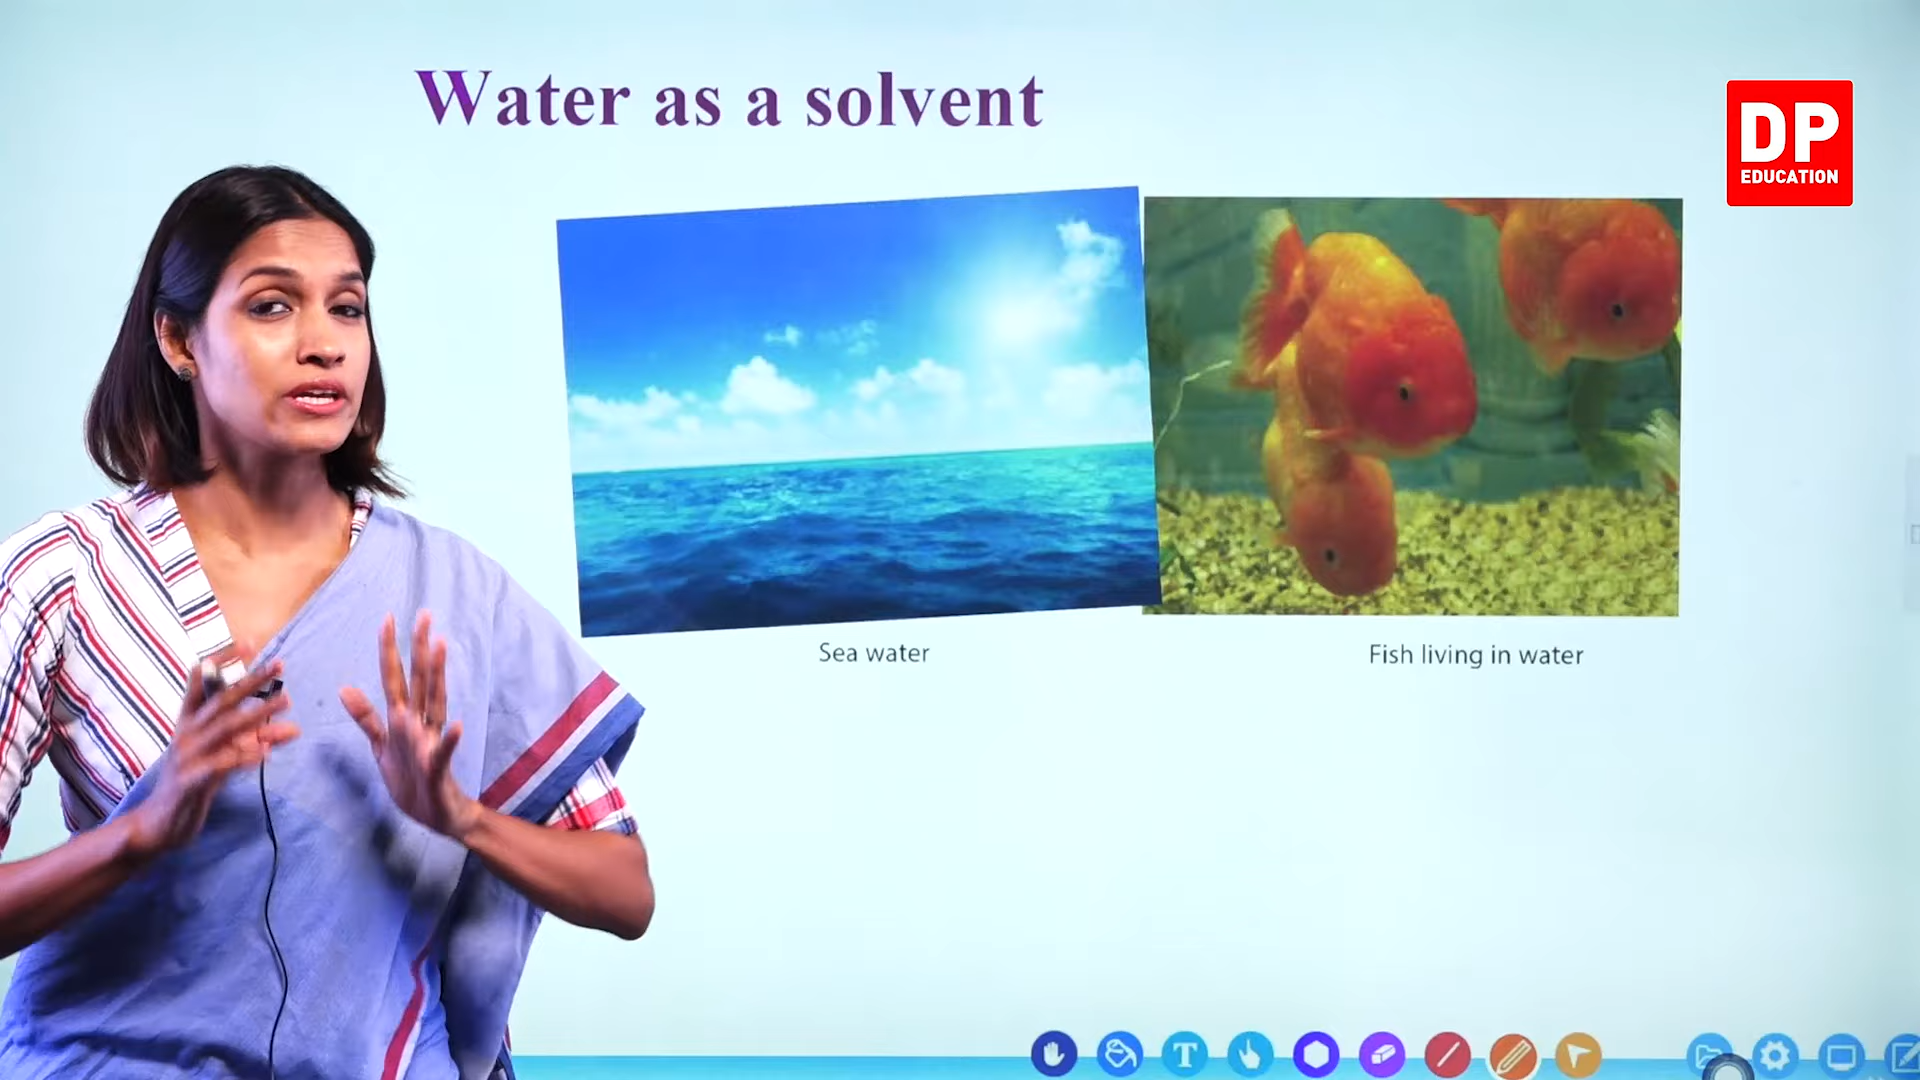 Water as a solvent
DP
EDUCATION
Sea water
Fish living in water
T